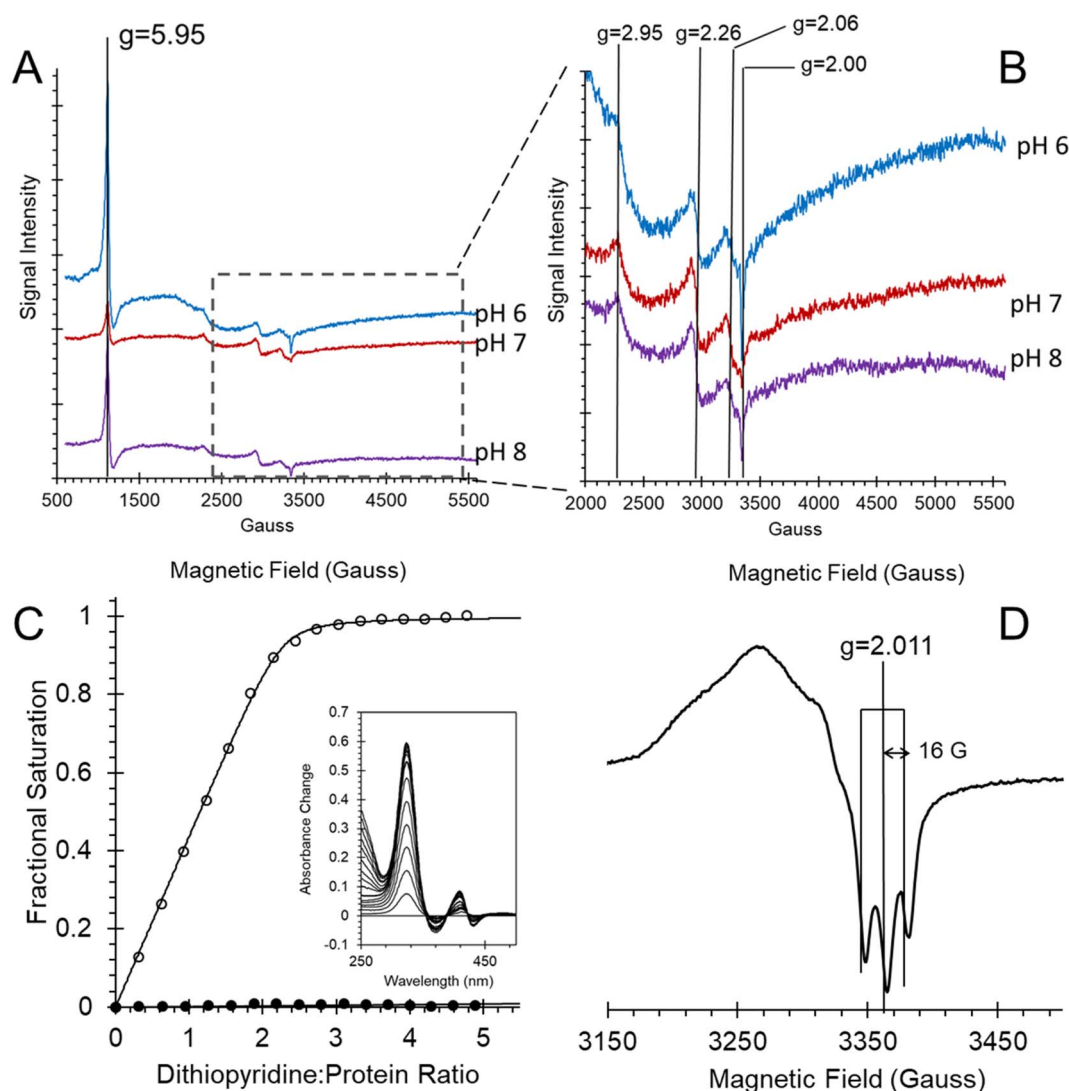 A
g=5.95
Signal Intensity
pH 6
pH 7
pH 8
500
1500
2500
3500
4500
5500
Gauss
Magnetic Field (Gauss)
B
g=2.95
g=2.26
g=2.06
g=2.00
Signal Intensity
pH 6
pH 7
pH 8
2000 2500 3000 3500 4000 4500 5000 5500
Gauss
Magnetic Field (Gauss)
C
Fractional Saturation
1
0.8
0.6
0.4
0.2
0
0 1 2 3 4 5
Dithiopyridine:Protein Ratio
Absorbance Change
0.7
0.6
0.5
0.4
0.3
0.2
0.1
0
-0.1
250 450
Wavelength (nm)
D
g=2.011
16 G
3150 3250 3350 3450
Magnetic Field (Gauss)